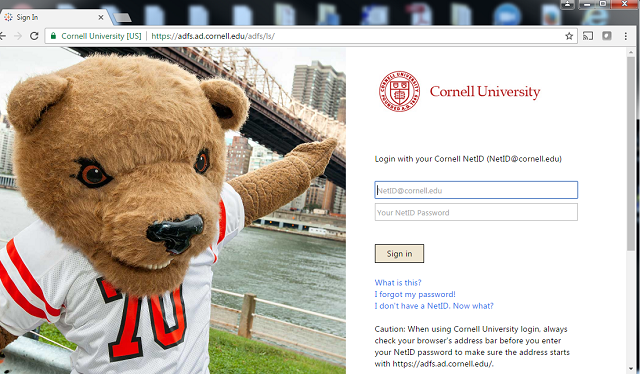 Sign In
Cornell University [US] | https://adfs.ad.cornell.edu/adfs/ls/
Cornell University
Login with your Cornell NetID (NetID@cornell.edu)
NetID@cornell.edu
Your NetID Password
Sign in
What is this?
I forgot my password!
I don't have a NetID. Now what?
Caution: When using Cornell University login, always
check your browser's address bar before you enter
your NetID password to make sure the address starts
with https://adfs.ad.cornell.edu/.
70